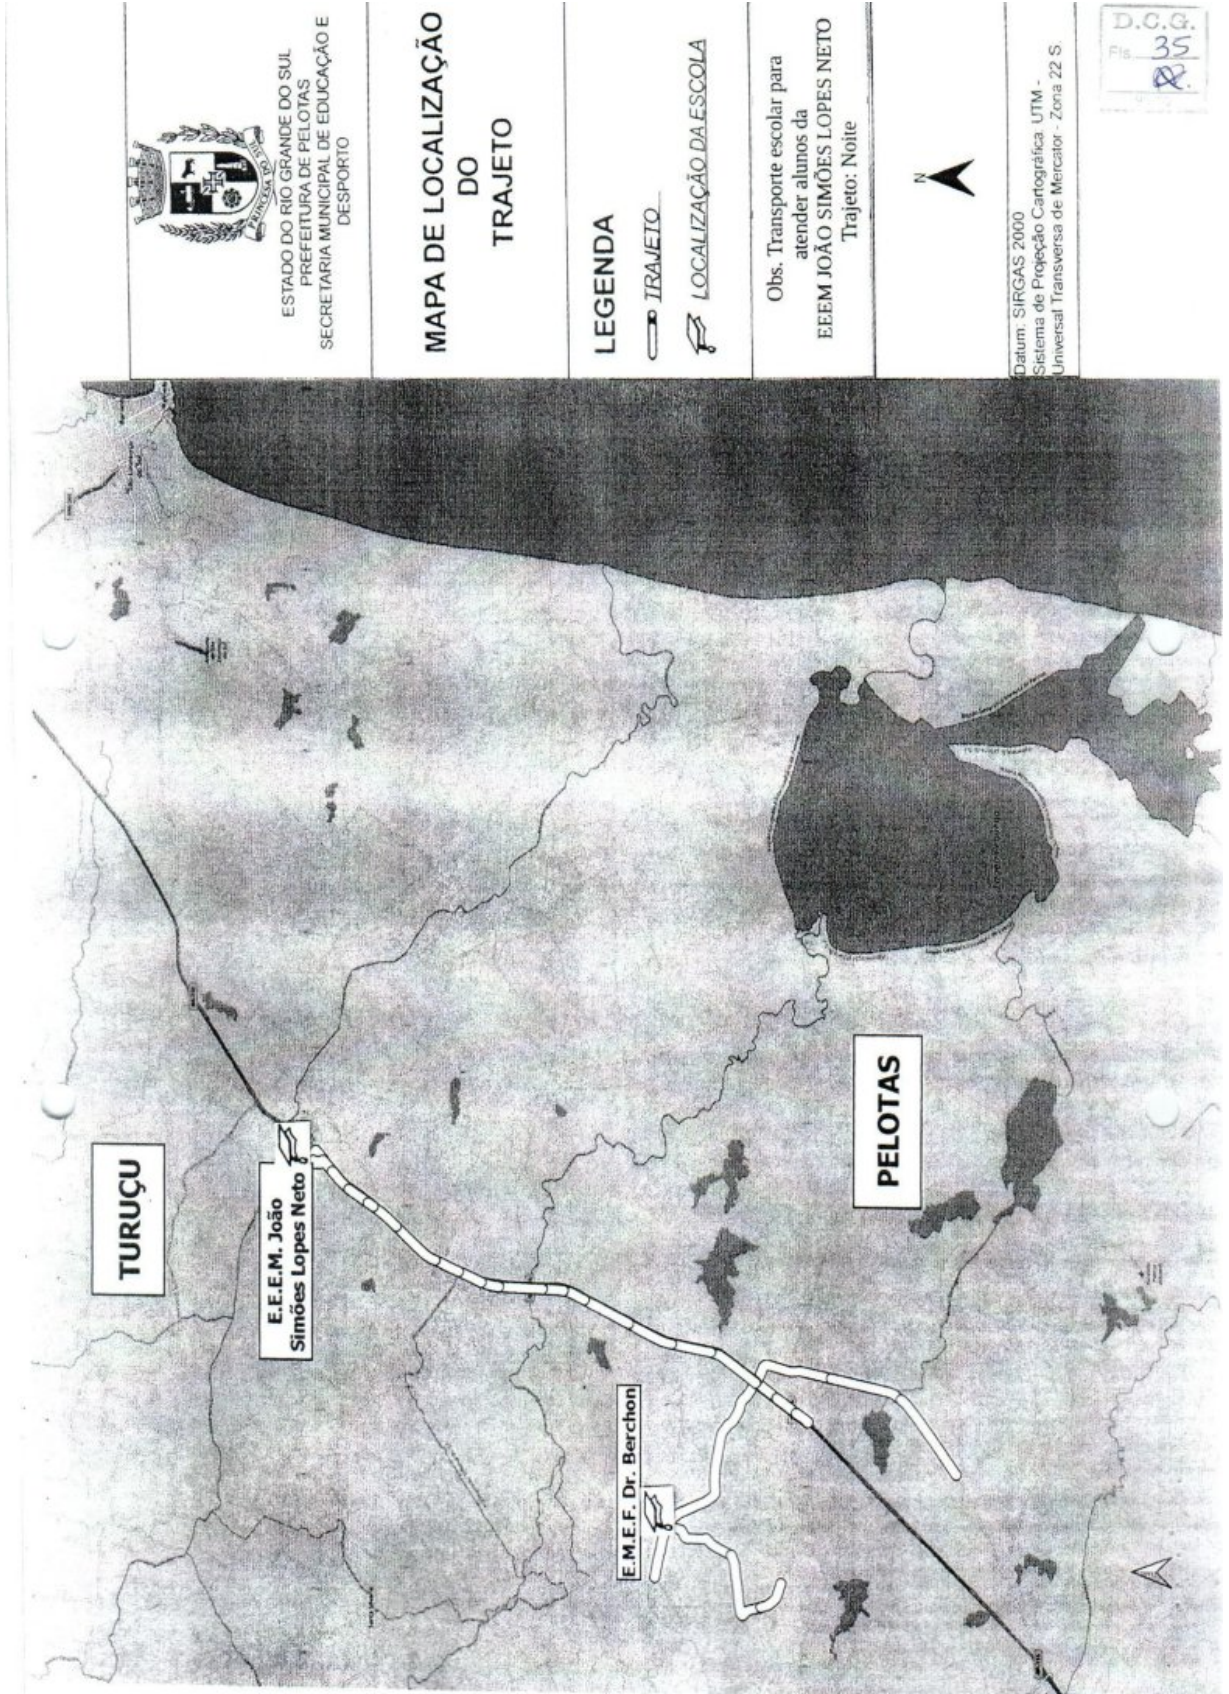 PRINCESA DO SUL
ESTADO DO RIO GRANDE DO SUL
PREFEITURA DE PELOTAS
SECRETARIA MUNICIPAL DE EDUCAÇÃO E
DESPORTO
MAPA DE LOCALIZAÇÃO
DO
TRAJETO
LEGENDA
TRAJETO
LOCALIZAÇÃO DA ESCOLA
Obs. Transporte escolar para
atender alunos da
EEEM JOÃO SIMÕES LOPES NETO
Trajeto: Noite
N
Datum: SIRGAS 2000
Sistema de Projeção Cartográfica: UTM -
Universal Transversa de Mercator - Zona 22 S.
D.C.G.
Fls. 35
TURUÇU
E.E.E.M. João
Simões Lopes Neto
PELOTAS
E.M.E.F. Dr. Berchon